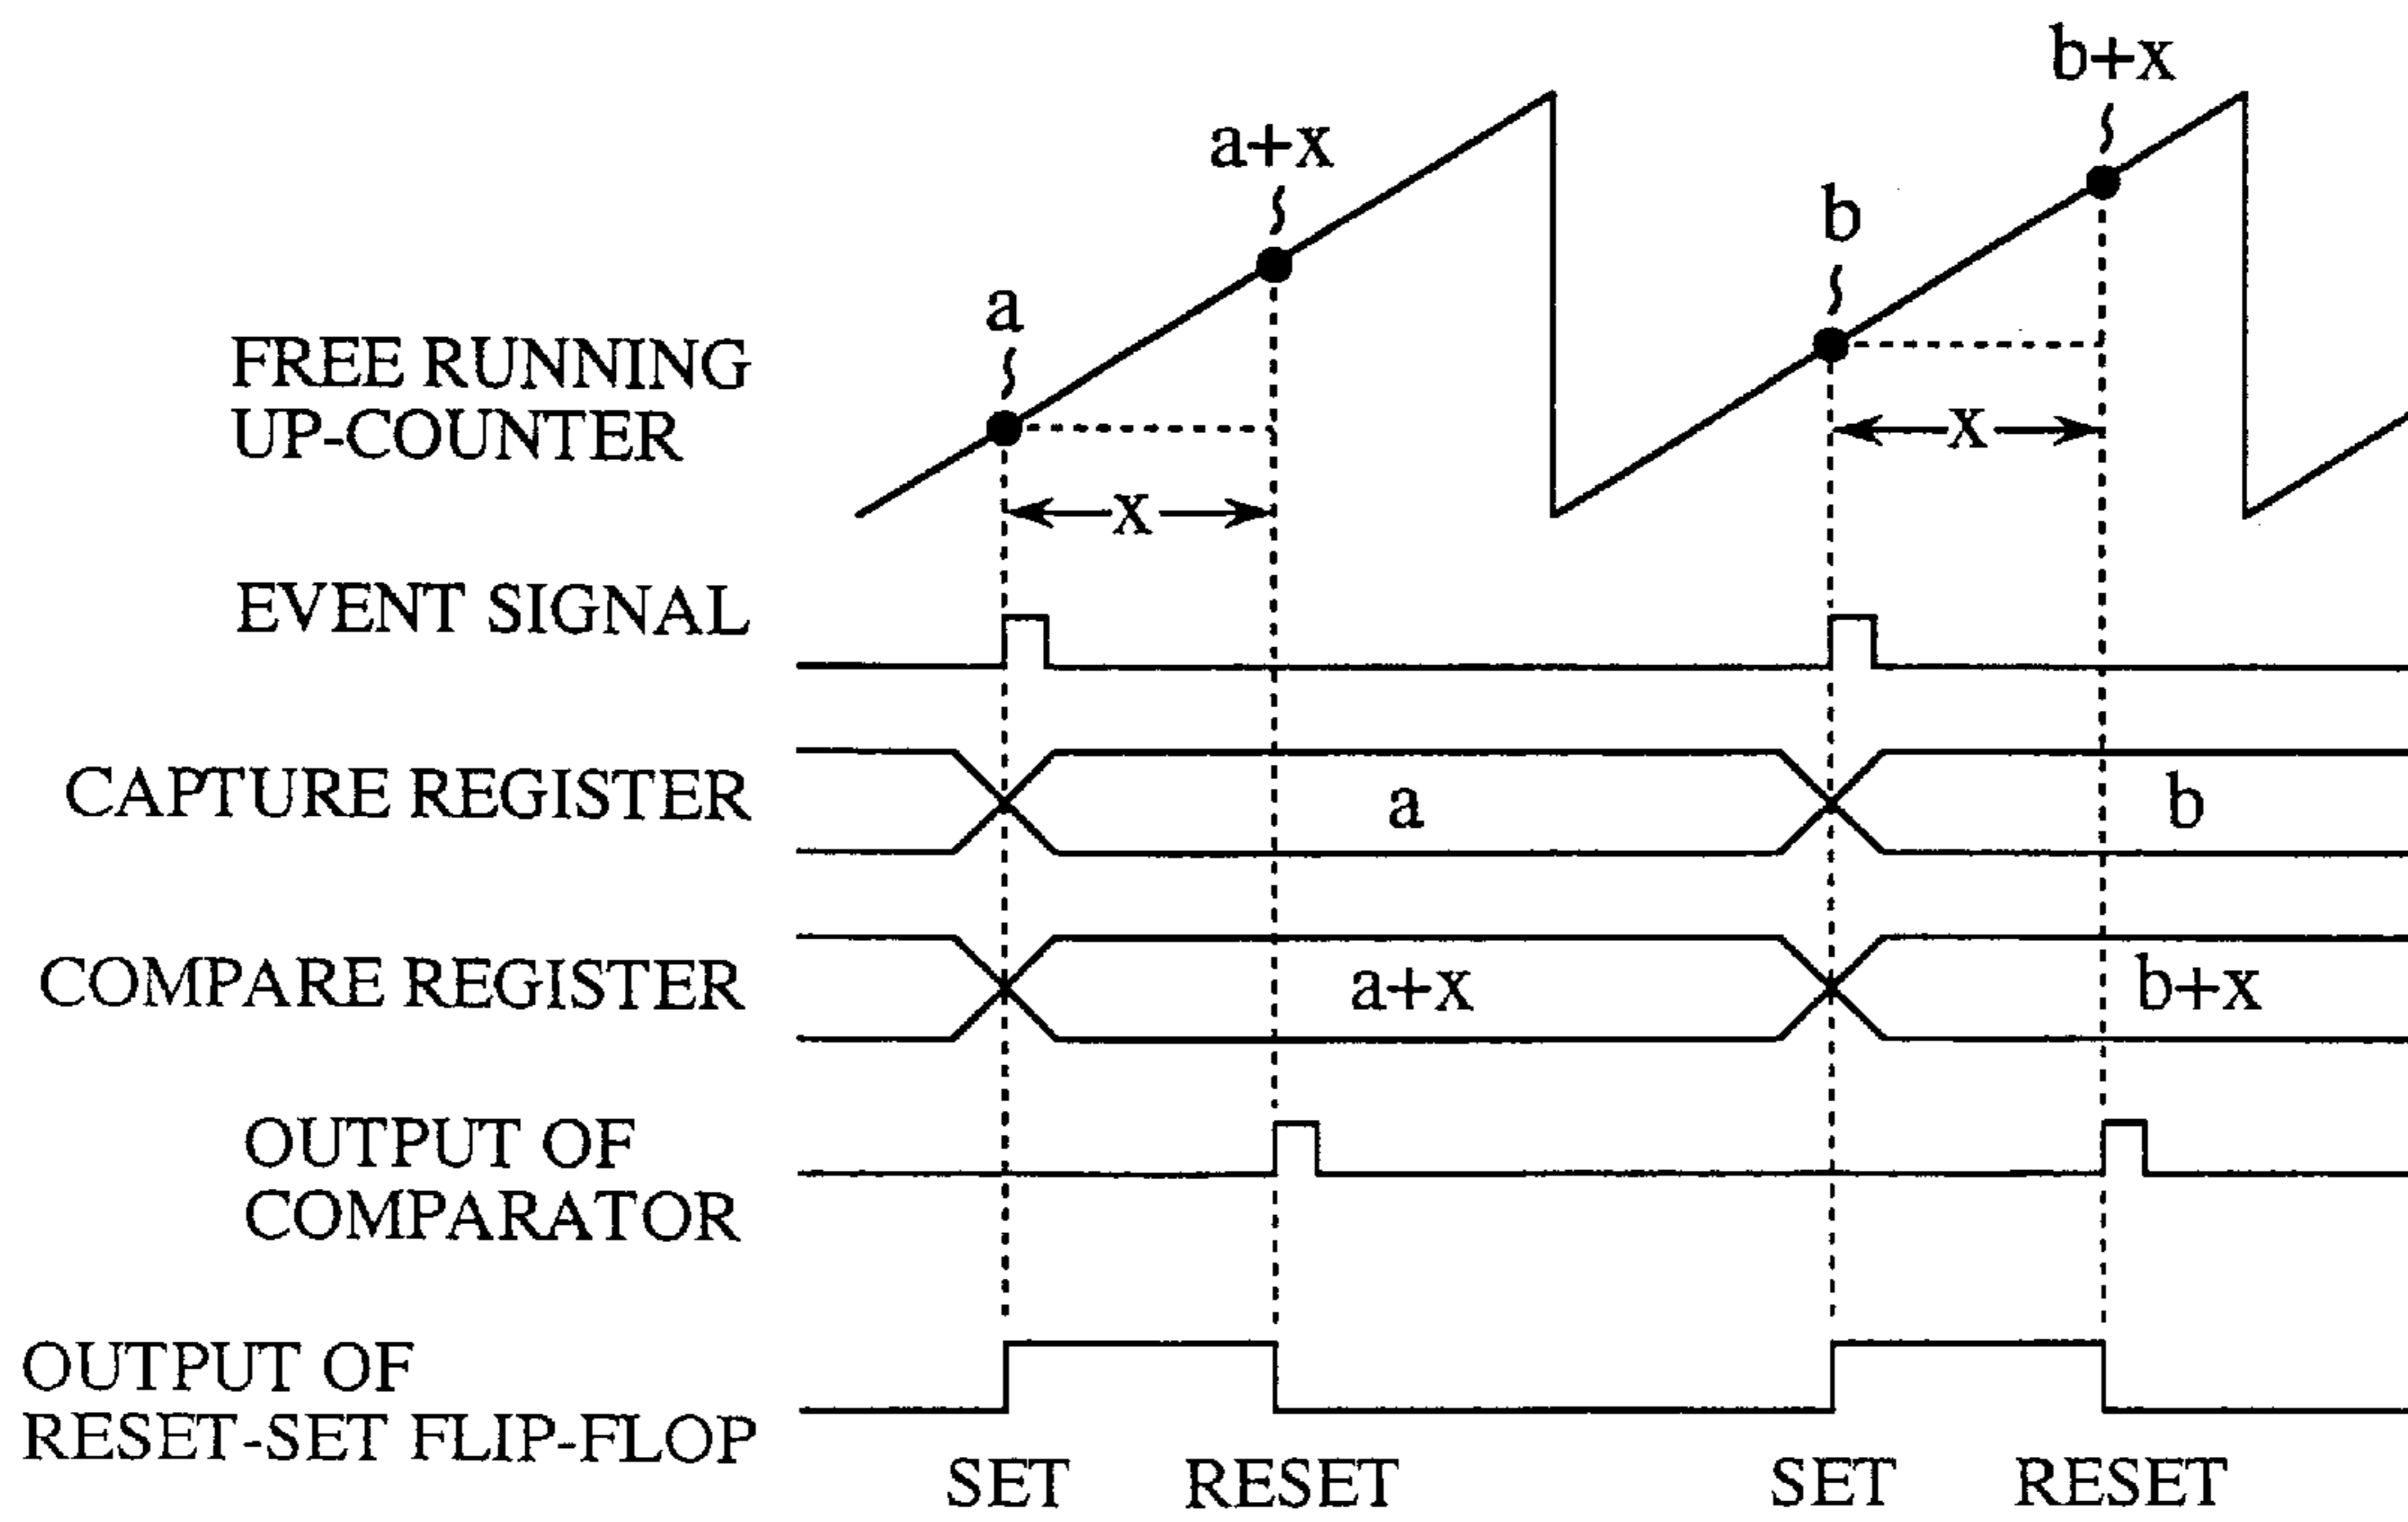 b+x
a+x
b
a
FREE RUNNING
UP-COUNTER
x
x
EVENT SIGNAL
CAPTURE REGISTER
a
b
COMPARE REGISTER
a+x
b+x
OUTPUT OF
COMPARATOR
OUTPUT OF
RESET-SET FLIP-FLOP
SET
RESET
SET
RESET